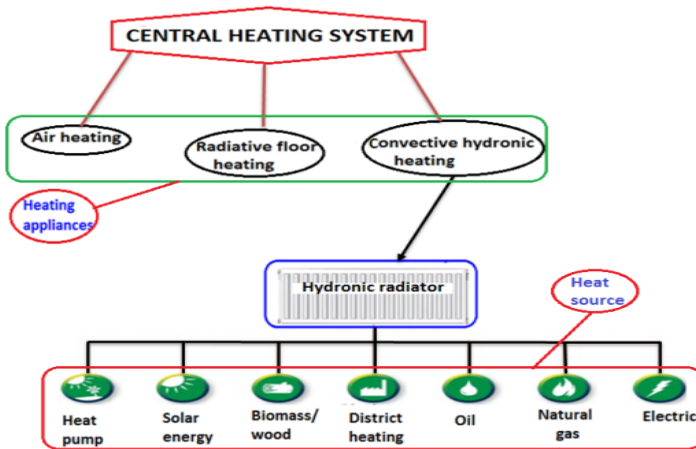 CENTRAL HEATING SYSTEM
Air heating
Radiative floor
heating
Convective hydronic
heating
Heating
appliances
Hydronic radiator
Heat
source
Heat
pump
Solar
energy
Biomass/
wood
District
heating
Oil
Natural
gas
Electric